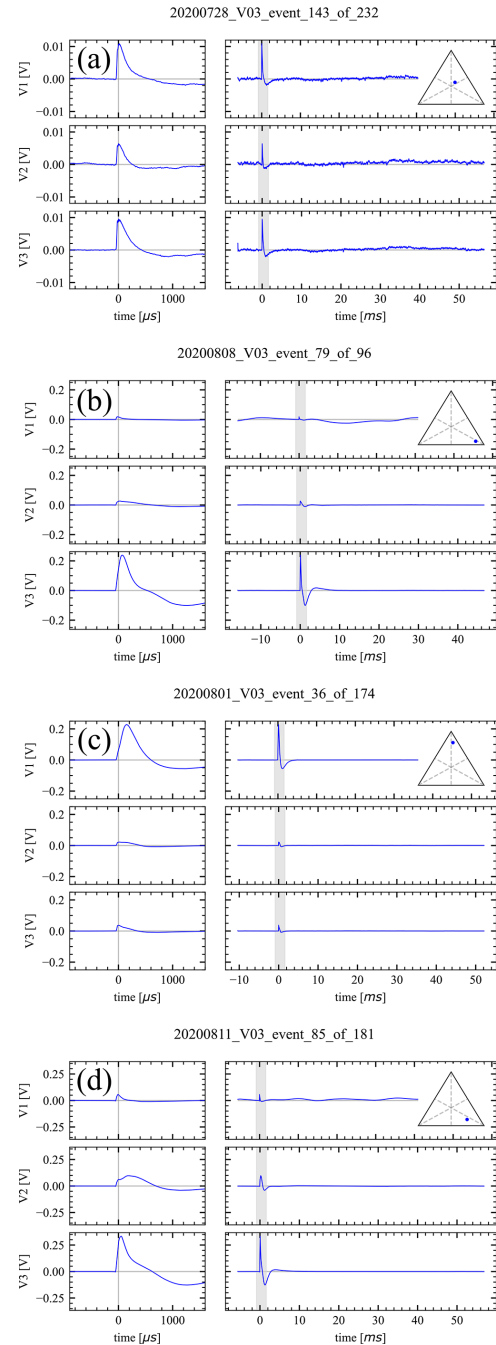 20200728_V03_event_143_of_232
(a)
V1 [V]
0.01
0.00
−0.01
V2 [V]
0.01
0.00
−0.01
V3 [V]
0.01
0.00
−0.01
0 1000 0 10 20 30 40 50
time [μs] time [ms]
20200808_V03_event_79_of_96
(b)
V1 [V]
0.2
0.0
−0.2
V2 [V]
0.2
0.0
−0.2
V3 [V]
0.2
0.0
−0.2
0 1000 −10 0 10 20 30 40
time [μs] time [ms]
20200801_V03_event_36_of_174
(c)
V1 [V]
0.2
0.0
−0.2
V2 [V]
0.2
0.0
−0.2
V3 [V]
0.2
0.0
−0.2
0 1000 −10 0 10 20 30 40 50
time [μs] time [ms]
20200811_V03_event_85_of_181
(d)
V1 [V]
0.25
0.00
−0.25
V2 [V]
0.25
0.00
−0.25
V3 [V]
0.25
0.00
−0.25
0 1000 0 10 20 30 40 50
time [μs] time [ms]